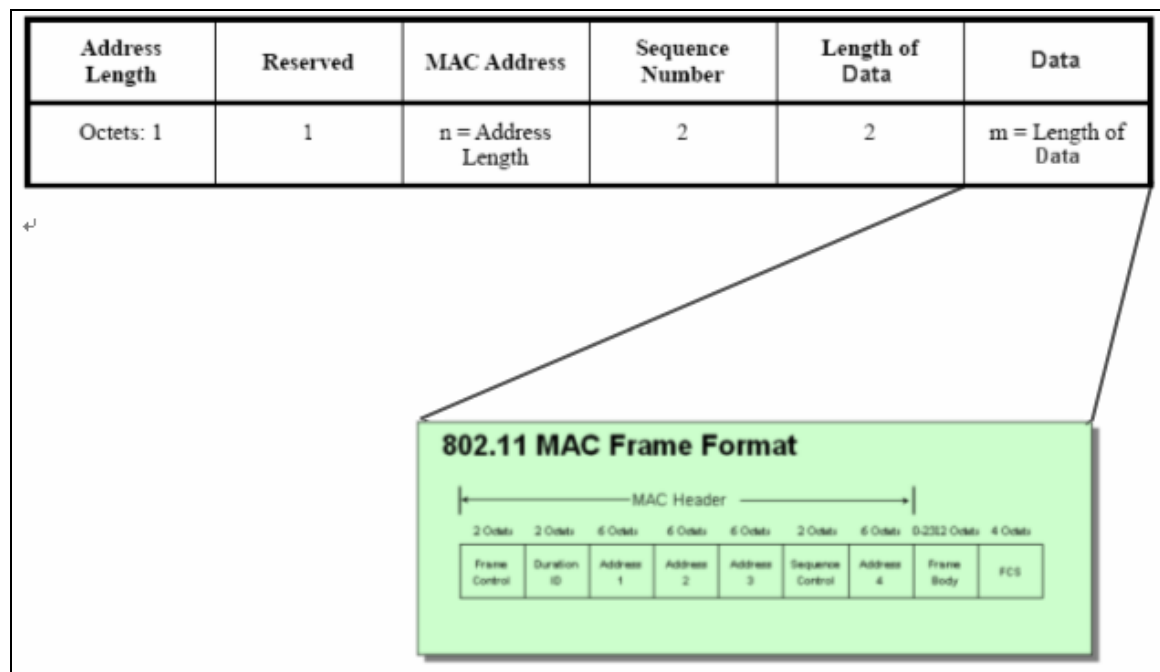 Address Length
Reserved
MAC Address
Sequence Number
Length of Data
Data
Octets: 1
1
n = Address Length
2
2
m = Length of Data
802.11 MAC Frame Format
MAC Header
2 Octets
2 Octets
6 Octets
6 Octets
6 Octets
2 Octets
6 Octets
0-2312 Octets
4 Octets
Frame Control
Duration ID
Address 1
Address 2
Address 3
Sequence Control
Address 4
Frame Body
FCS